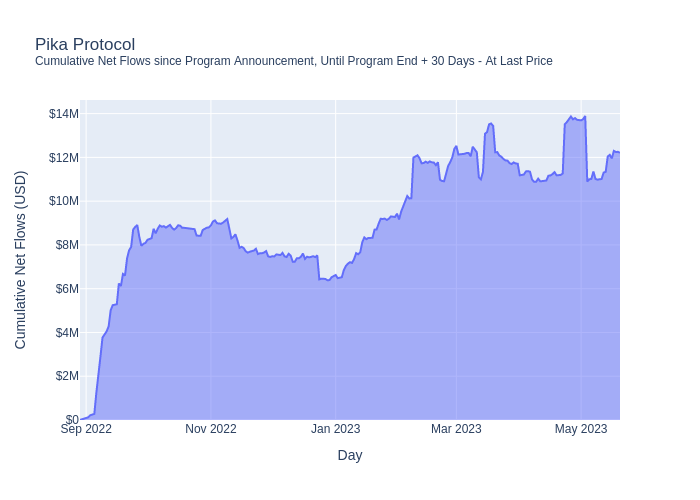 Pika Protocol
Cumulative Net Flows since Program Announcement, Until Program End + 30 Days - At Last Price
$14M
$12M
$10M
$8M
$6M
$4M
$2M
$0
Cumulative Net Flows (USD)
Sep 2022 Nov 2022 Jan 2023 Mar 2023 May 2023
Day